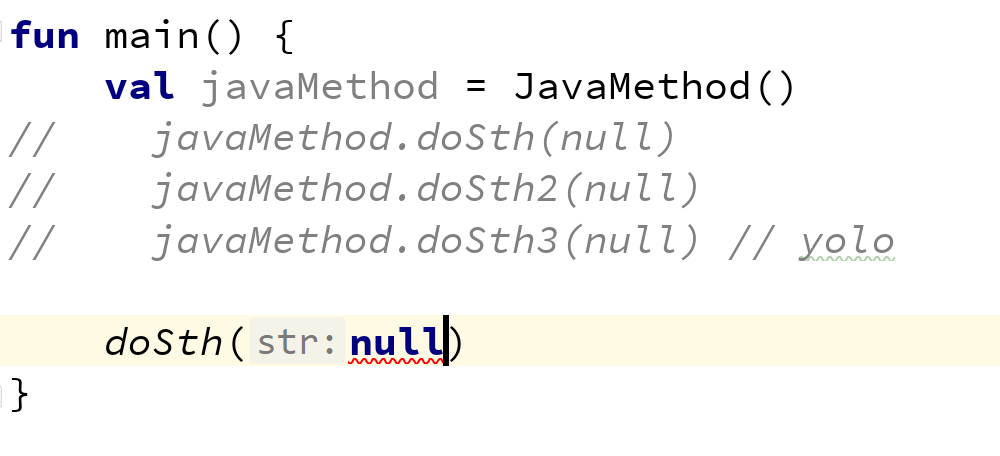 fun main() {
    val javaMethod = JavaMethod()
//    javaMethod.doSth(null)
//    javaMethod.doSth2(null)
//    javaMethod.doSth3(null) // yolo
    doSth( str: null)
}